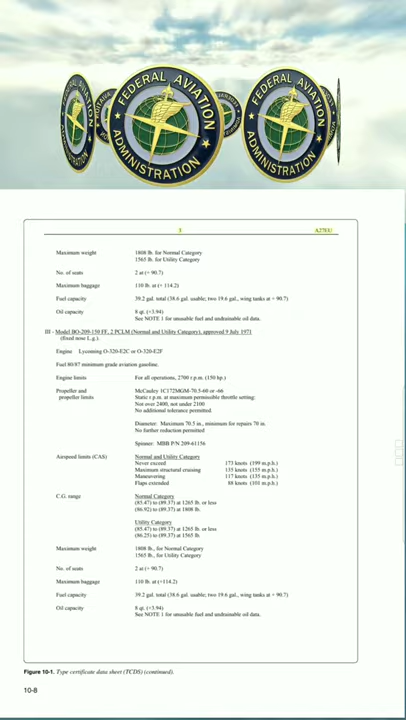 FEDERAL AVIATION
ADMINISTRATION
FEDERAL AVIATION
ADMINISTRATION
3 A27EU
Maximum weight 1808 lb. for Normal Category
1565 lb. for Utility Category
No. of seats 2 at (+ 90.7)
Maximum baggage 110 lb. at (+ 114.2)
Fuel capacity 39.2 gal. total (38.6 gal. usable; two 19.6 gal., wing tanks at + 90.7)
Oil capacity 8 qt. (+3.94)
See NOTE 1 for unusable fuel and undrainable oil data.
III - Model BO-209-150 FF, 2 PCLM (Normal and Utility Category), approved 9 July 1971
(fixed nose L.g.).
Engine Lycoming O-320-E2C or O-320-E2F
Fuel 80/87 minimum grade aviation gasoline.
Engine limits For all operations, 2700 r.p.m. (150 hp.)
Propeller and McCauley 1C172MGM-70.5-60 or -66
propeller limits Static r.p.m. at maximum permissible throttle setting:
Not over 2400, not under 2100
No additional tolerance permitted
Diameter: Maximum 70.5 in., minimum for repairs 70 in.
No further reduction permitted
Spinner: MBB P/N 209-61156
Airspeed limits (CAS) Normal and Utility Category
Never exceed 173 knots (199 m.p.h.)
Maximum structural cruising 135 knots (155 m.p.h.)
Maneuvering 117 knots (135 m.p.h.)
Flaps extended 88 knots (101 m.p.h.)
C.G. range Normal Category
(85.47) to (89.37) at 1265 lb. or less
(86.92) to (89.37) at 1808 lb.
Utility Category
(85.47) to (89.37) at 1265 lb. or less
(86.25) to (89.37) at 1565 lb.
Maximum weight 1808 lb., for Normal Category
1565 lb., for Utility Category
No. of seats 2 at (+ 90.7)
Maximum baggage 110 lb. at (+114.2)
Fuel capacity 39.2 gal. total (38.6 gal. usable; two 19.6 gal., wing tanks at + 90.7)
Oil capacity 8 qt. (+3.94)
See NOTE 1 for unusable fuel and undrainable oil data.
Figure 10-1. Type certificate data sheet (TCDS) (continued).
10-8